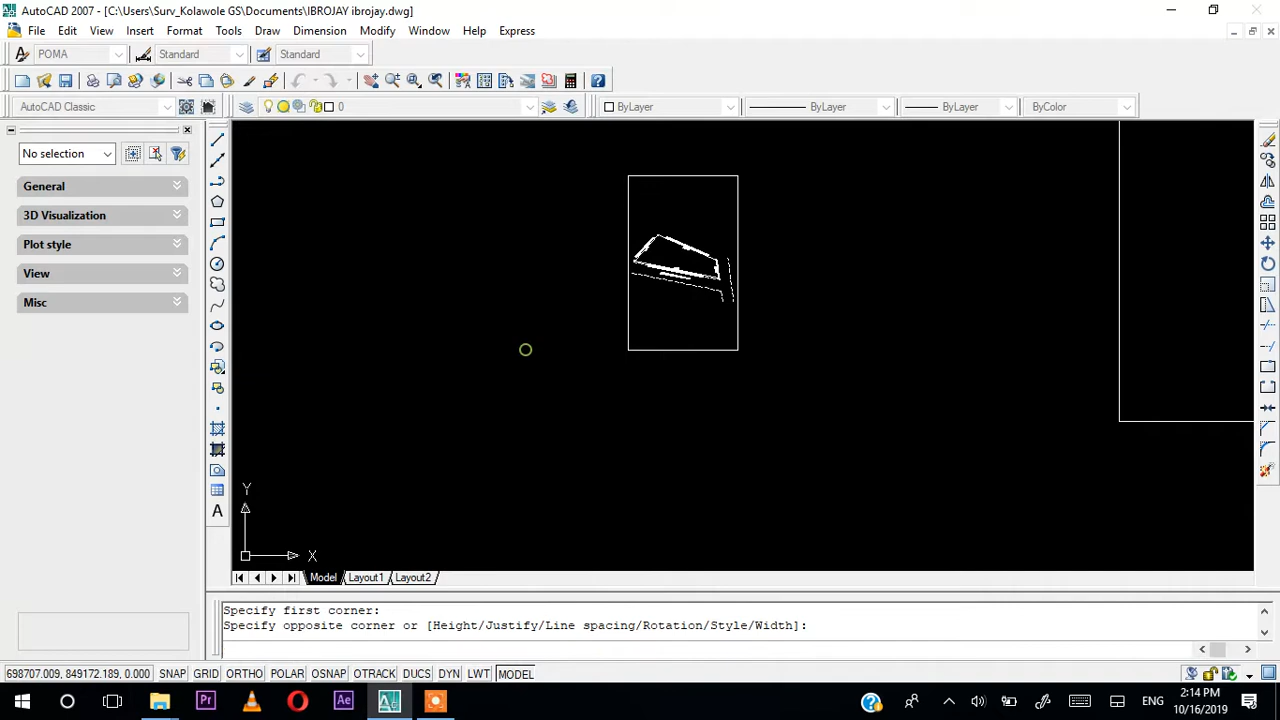 AutoCAD 2007 - [C:\Users\Surv_Kolawole GS\Documents\IBROJAY ibrojay.dwg]
File Edit View Insert Format Tools Draw Dimension Modify Window Help Express
POMA Standard Standard
AutoCAD Classic 0 ByLayer ByLayer ByLayer ByColor
No selection
General
3D Visualization
Plot style
View
Misc
A
Y
X
Model Layout1 Layout2
Specify first corner:
Specify opposite corner or [Height/Justify/Line spacing/Rotation/Style/Width]:
698707.009, 849172.189, 0.000 SNAP GRID ORTHO POLAR OSNAP OTRACK DUCS DYN LWT MODEL
Pr Ae ENG 2:14 PM
10/16/2019